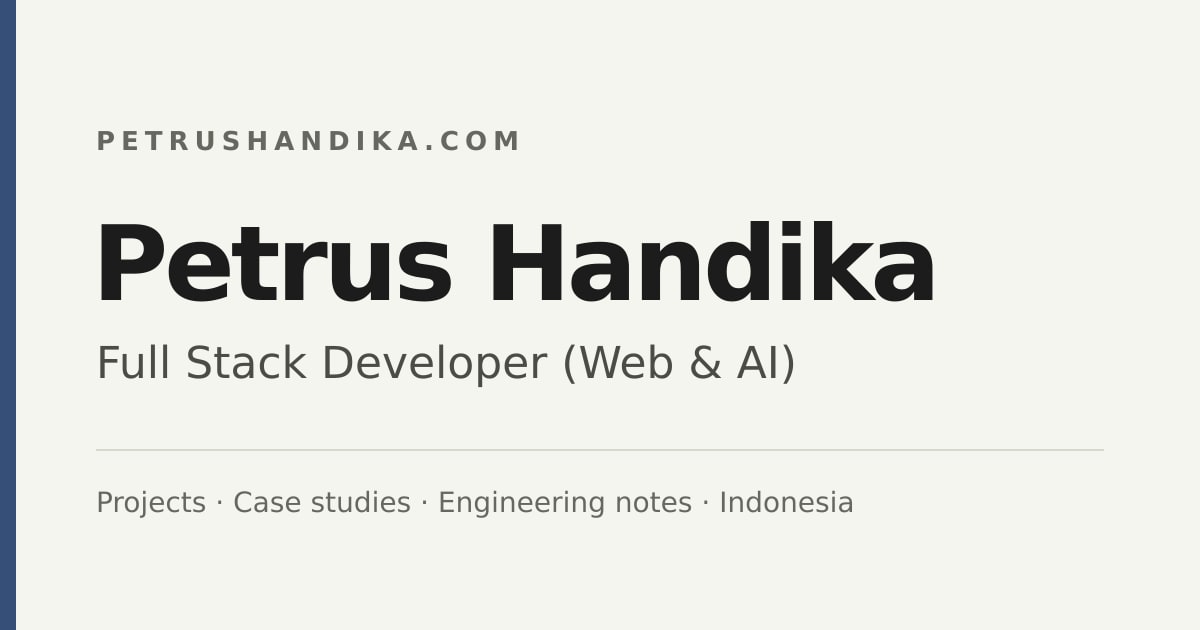 PETRUSHANDIKA.COM
Petrus Handika
Full Stack Developer (Web & AI)
Projects · Case studies · Engineering notes · Indonesia